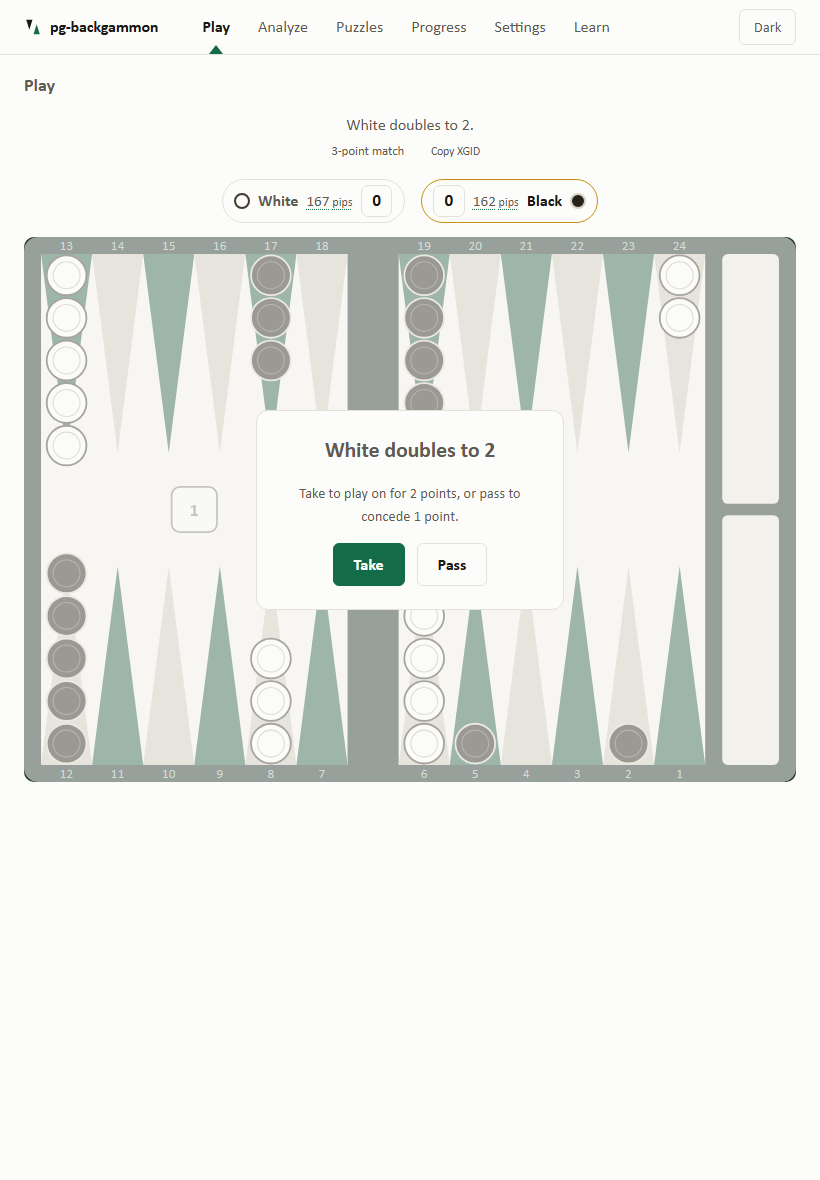 pg-backgammon Play Analyze Puzzles Progress Settings Learn Dark
Play
White doubles to 2.
3-point match Copy XGID
White 167 pips 0 0 162 pips Black
13 14 15 16 17 18 19 20 21 22 23 24
White doubles to 2
Take to play on for 2 points, or pass to
concede 1 point.
1
Take Pass
12 11 10 9 8 7 6 5 4 3 2 1